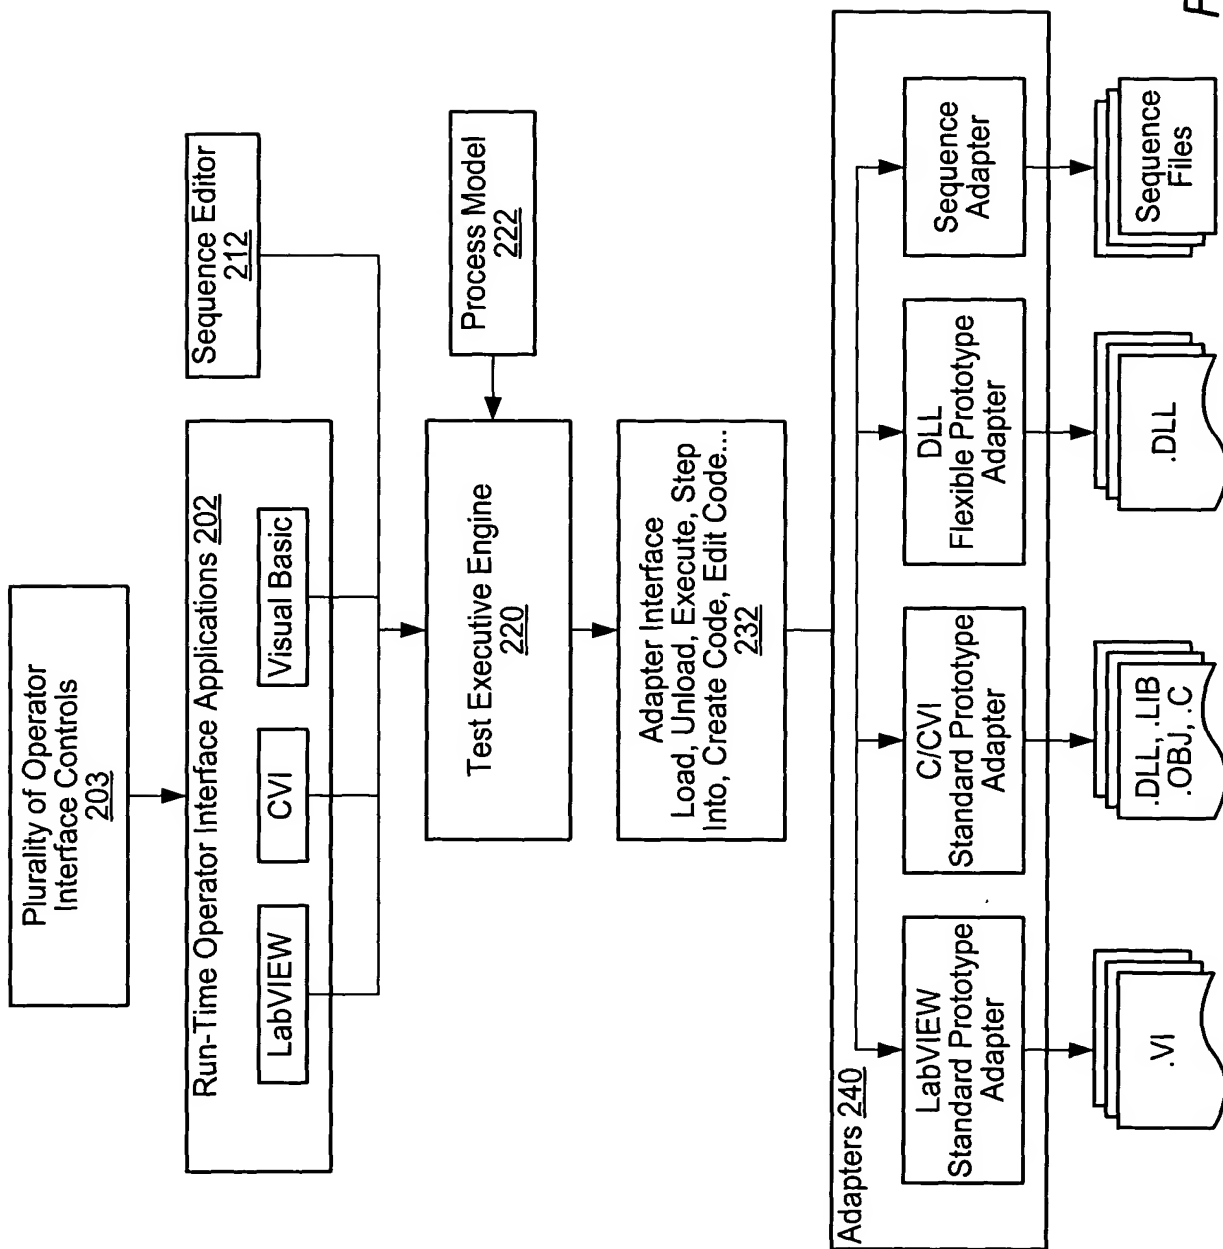 Plurality of Operator
Interface Controls
203
Run-Time Operator Interface Applications 202
LabVIEW
CVI
Visual Basic
Sequence Editor
212
Test Executive Engine
220
Process Model
222
Adapter Interface
Load, Unload, Execute, Step
Into, Create Code, Edit Code...
232
Adapters 240
LabVIEW
Standard Prototype
Adapter
C/CVI
Standard Prototype
Adapter
DLL
Flexible Prototype
Adapter
Sequence
Adapter
.VI
.DLL, .LIB
.OBJ, .C
.DLL
Sequence
Files